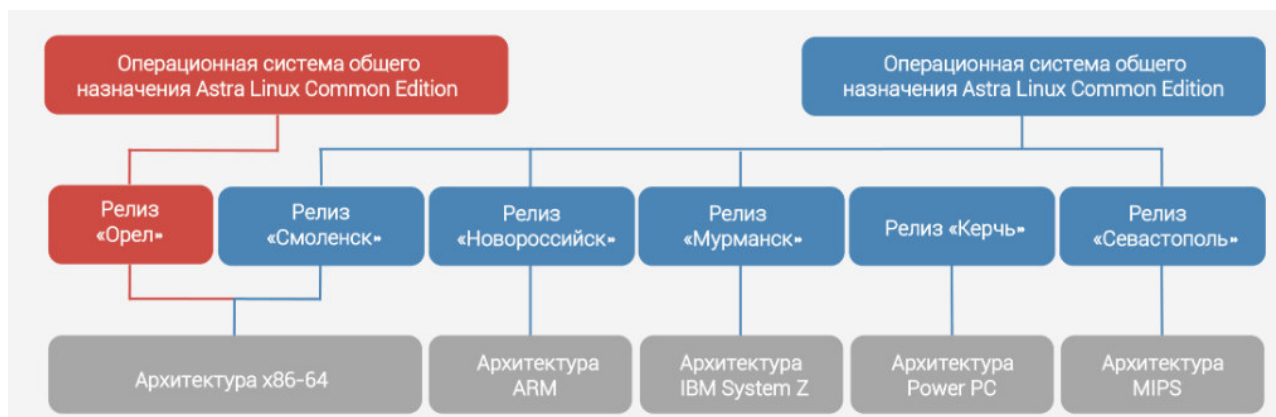 Операционная система общего
назначения Astra Linux Common Edition
Операционная система общего
назначения Astra Linux Common Edition
Релиз
«Орел»
Релиз
«Смоленск»
Релиз
«Новороссийск»
Релиз
«Мурманск»
Релиз «Керчь»
Релиз
«Севастополь»
Архитектура x86-64
Архитектура
ARM
Архитектура
IBM System Z
Архитектура
Power PC
Архитектура
MIPS